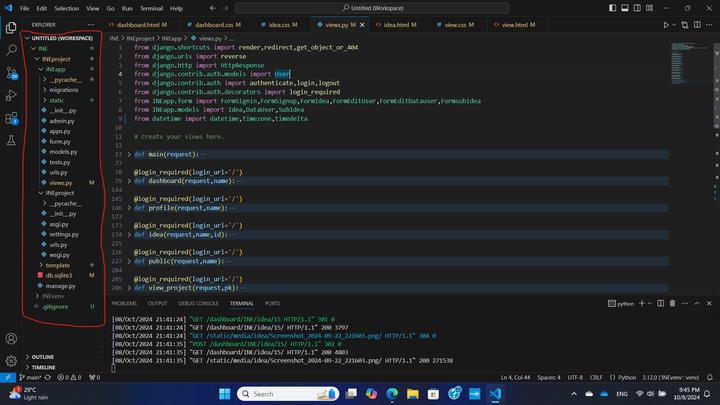 File Edit Selection View Go Run Terminal Help
Untitled (Workspace)
EXPLORER
UNTITLED (WORKSPACE)
INE
INEproject
INEapp
__pycache__
migrations
static
__init__.py
admin.py
apps.py
form.py
models.py
tests.py
urls.py
views.py M
INEproject
__pycache__
__init__.py
asgi.py
settings.py
urls.py
wsgi.py
template
db.sqlite3 M
manage.py
INEvenv
.gitignore U
OUTLINE
TIMELINE
dashboard.html M
dashboard.css M
idea.css M
views.py M
idea.html M
view.css M
view.html M
INE > INEproject > INEapp > views.py > ...
1 from django.shortcuts import render,redirect,get_object_or_404
2 from django.urls import reverse
3 from django.http import HttpResponse
4 from django.contrib.auth.models import User
5 from django.contrib.auth import authenticate,login,logout
6 from django.contrib.auth.decorators import login_required
7 from INEapp.form import FormSignin,FormSignup,FormIdea,FormEditUser,FormEditDatauser,Formsubidea
8 from INEapp.models import Idea,DataUser,SubIdea
9 from datetime import datetime,timezone,timedelta
10
11 # Create your views here.
12
13 def main(request):
77
78 @login_required(login_url='/')
79 def dashboard(request,name):
144
145 @login_required(login_url='/')
146 def profile(request,name):
172
173 @login_required(login_url='/')
174 def idea(request,name,id):
225
226 @login_required(login_url='/')
227 def public(request,name):
284
285 @login_required(login_url='/')
286 def view_project(request,pk):
PROBLEMS OUTPUT DEBUG CONSOLE TERMINAL PORTS
python
[08/Oct/2024 21:41:24] "GET /dashboard/INE/idea/15 HTTP/1.1" 301 0
[08/Oct/2024 21:41:24] "GET /dashboard/INE/idea/15/ HTTP/1.1" 200 3797
[08/Oct/2024 21:41:24] "GET /static/media/idea/Screenshot_2024-09-22_221603.png/ HTTP/1.1" 304 0
[08/Oct/2024 21:41:35] "POST /dashboard/INE/idea/15/ HTTP/1.1" 302 0
[08/Oct/2024 21:41:35] "GET /dashboard/INE/idea/15/ HTTP/1.1" 200 4803
[08/Oct/2024 21:41:35] "GET /static/media/idea/Screenshot_2024-09-22_221603.png/ HTTP/1.1" 200 271538
main* 0 0 0 Ln 4, Col 44 Spaces: 4 UTF-8 CRLF Python 3.12.0 ('INEvenv': venv)
29°C
Light rain
Search
ENG
9:45 PM
10/8/2024